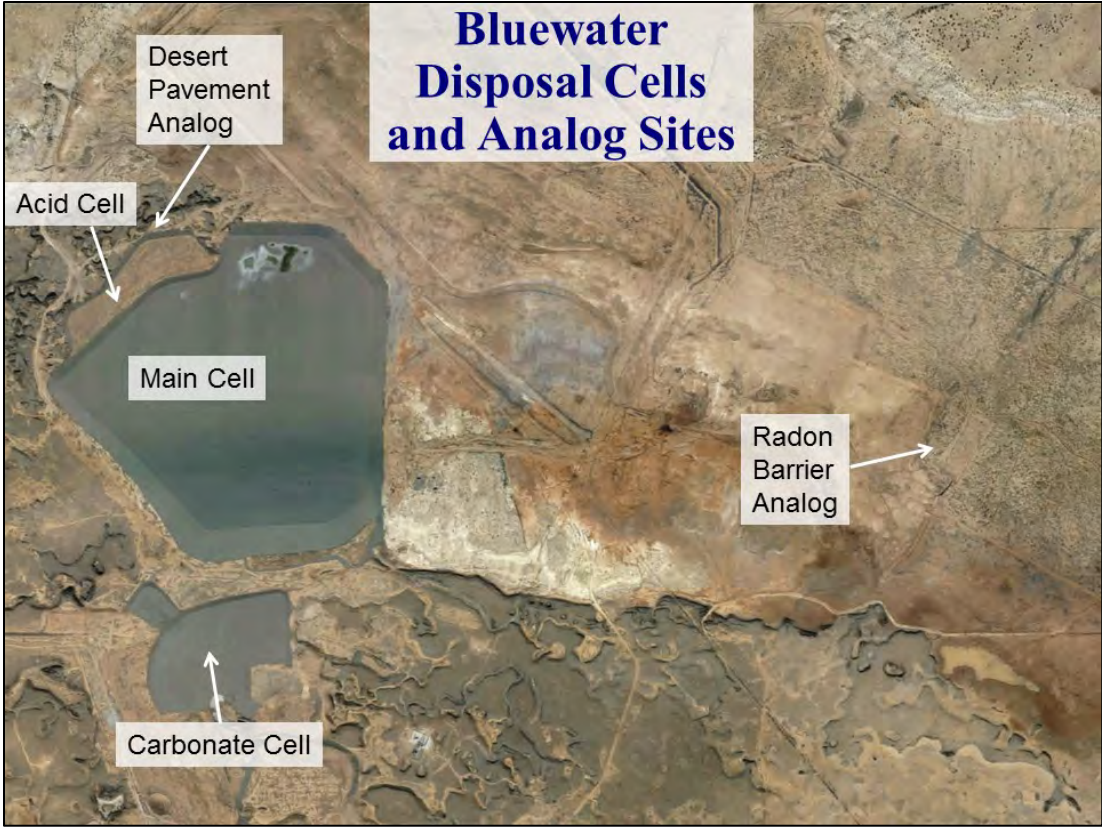 Bluewater
Disposal Cells
and Analog Sites
Desert
Pavement
Analog
Acid Cell
Main Cell
Radon
Barrier
Analog
Carbonate Cell